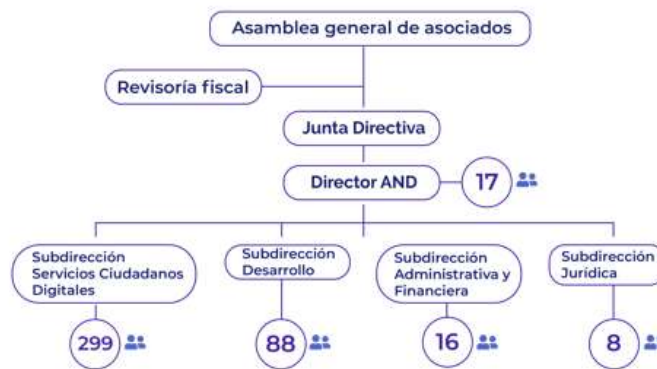 Asamblea general de asociados
Revisoría fiscal
Junta Directiva
Director AND
17
Subdirección
Servicios Ciudadanos
Digitales
Subdirección
Desarrollo
Subdirección
Administrativa y
Financiera
Subdirección
Jurídica
299
88
16
8